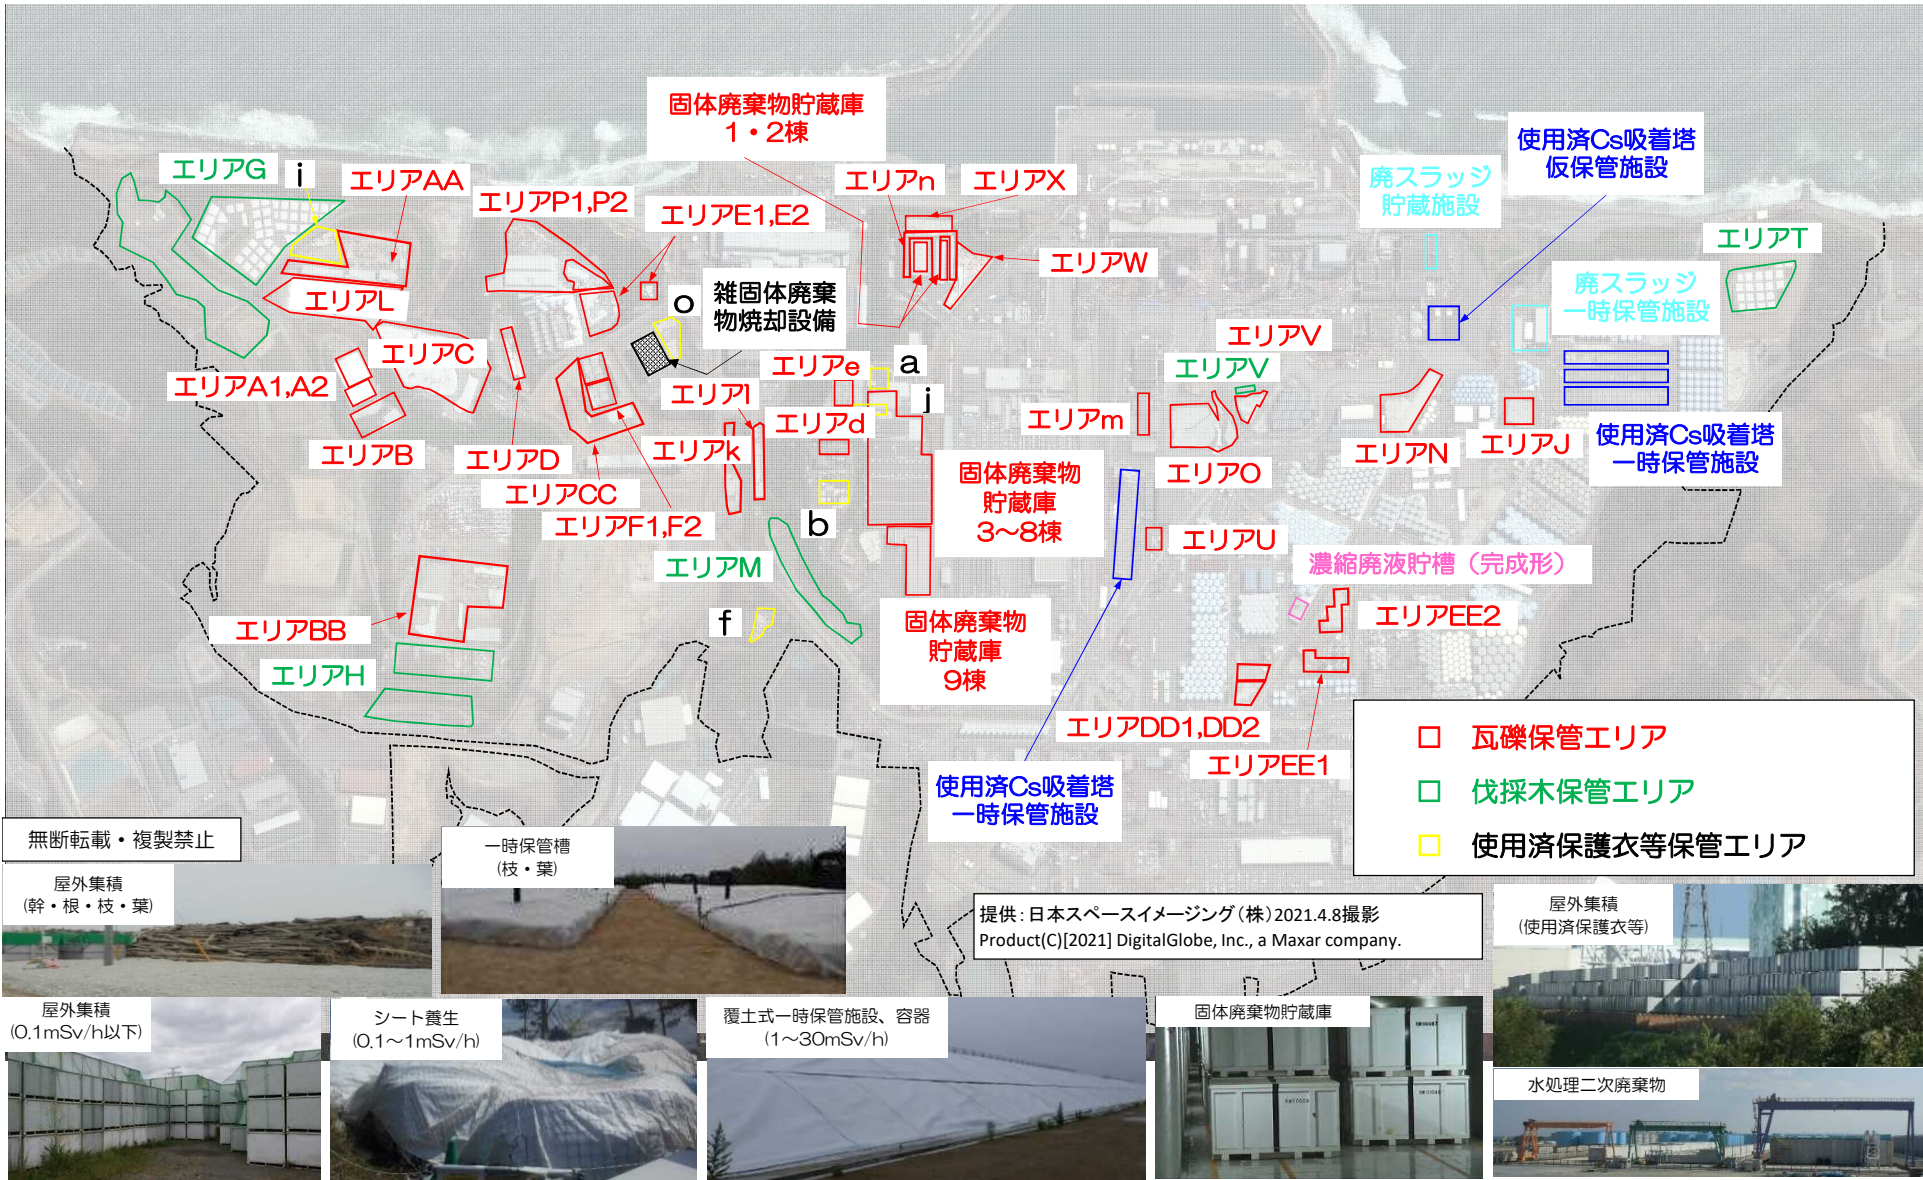 固体廃棄物貯蔵庫
1・2棟
使用済Cs吸着塔
仮保管施設
エリアG
i
エリアAA
エリアP1,P2
エリアE1,E2
エリアn
エリアX
廃スラッジ
貯蔵施設
エリアT
エリアW
雑固体廃棄
物焼却設備
o
エリアL
廃スラッジ
一時保管施設
エリアC
エリアA1,A2
エリアe
a
エリアV
エリアV
エリアl
j
エリアd
エリアm
エリアB
エリアD
エリアk
エリアN
エリアJ
使用済Cs吸着塔
一時保管施設
エリアO
エリアCC
エリアF1,F2
b
固体廃棄物
貯蔵庫
3～8棟
エリアU
エリアM
濃縮廃液貯槽（完成形）
エリアBB
f
固体廃棄物
貯蔵庫
9棟
エリアEE2
エリアH
エリアDD1,DD2
エリアEE1
使用済Cs吸着塔
一時保管施設
瓦礫保管エリア
伐採木保管エリア
使用済保護衣等保管エリア
無断転載・複製禁止
屋外集積
(幹・根・枝・葉)
一時保管槽
(枝・葉)
提供：日本スペースイメージング（株）2021.4.8撮影
Product(C)[2021] DigitalGlobe, Inc., a Maxar company.
屋外集積
(使用済保護衣等)
屋外集積
(0.1mSv/h以下)
シート養生
(0.1～1mSv/h)
覆土式一時保管施設、容器
(1～30mSv/h)
固体廃棄物貯蔵庫
水処理二次廃棄物